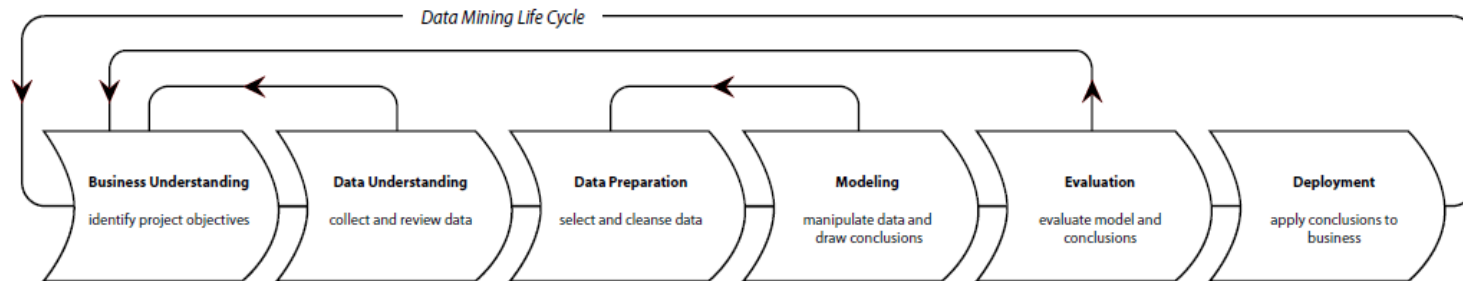 Data Mining Life Cycle
Business Understanding
identify project objectives
Data Understanding
collect and review data
Data Preparation
select and cleanse data
Modeling
manipulate data and
draw conclusions
Evaluation
evaluate model and
conclusions
Deployment
apply conclusions to
business